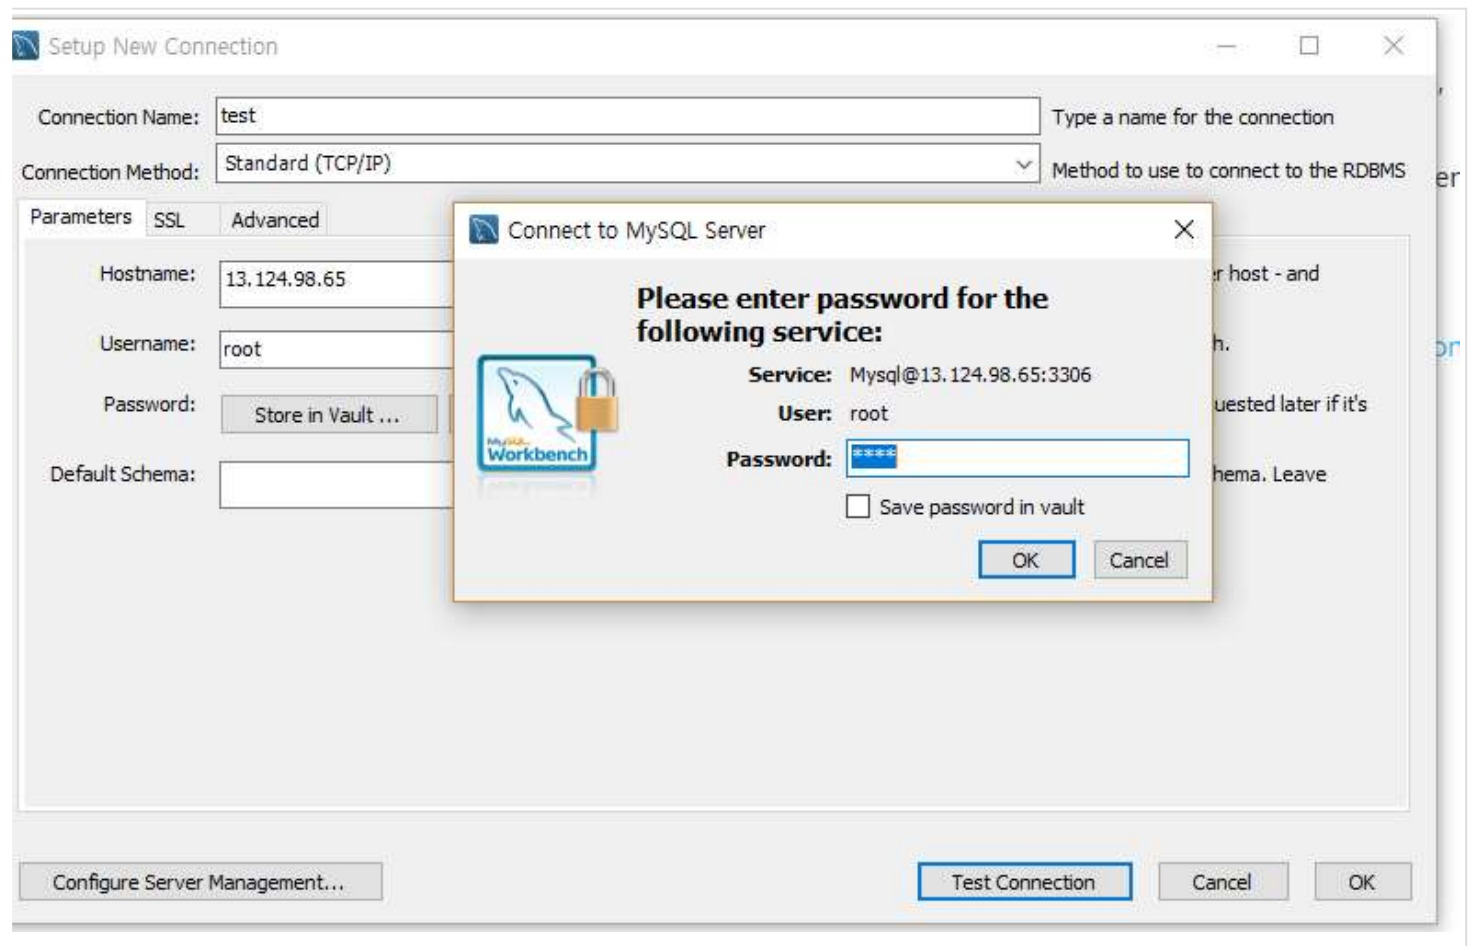 Setup New Connection
Connection Name: test Type a name for the connection
Connection Method: Standard (TCP/IP) Method to use to connect to the RDBMS
Parameters SSL Advanced
Hostname: 13.124.98.65
r host - and
Username: root
h.
Password: Store in Vault ...
uested later if it's
Default Schema:
hema. Leave
Connect to MySQL Server
Please enter password for the
following service:
Service: Mysql@13.124.98.65:3306
User: root
Password: ****
Save password in vault
OK Cancel
MySQL
Workbench
Configure Server Management... Test Connection Cancel OK
er
on